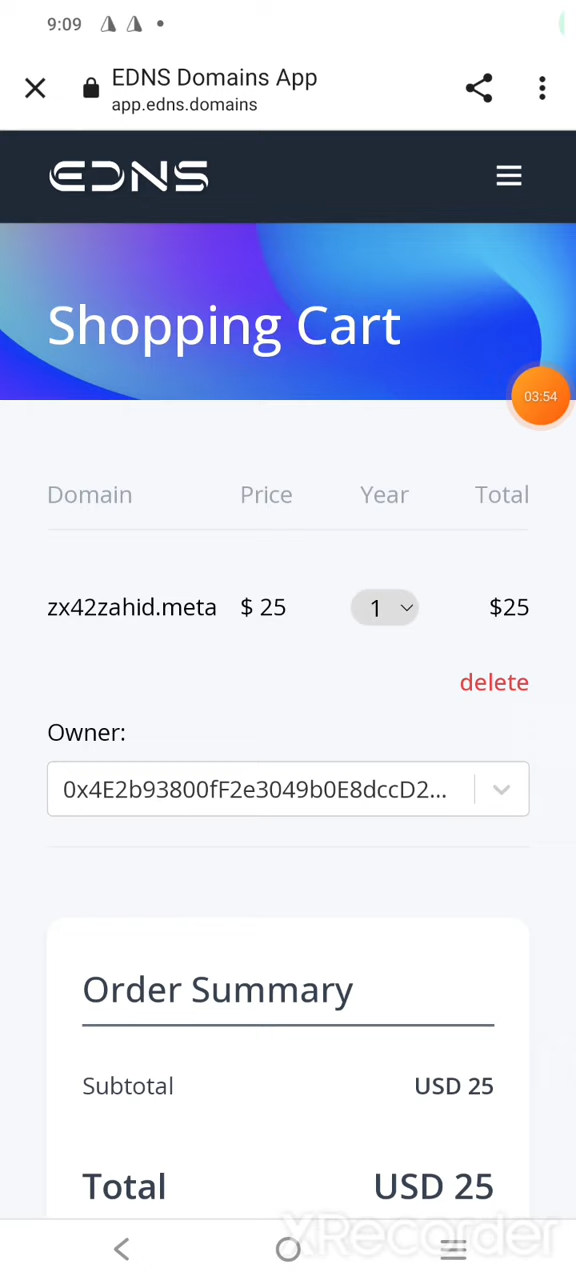 9:09
EDNS Domains App
app.edns.domains
EDNS
Shopping Cart
03:54
Domain Price Year Total
zx42zahid.meta $ 25 1 $25
delete
Owner:
0x4E2b93800fF2e3049b0E8dccD2...
Order Summary
Subtotal USD 25
Total USD 25
XRecorder